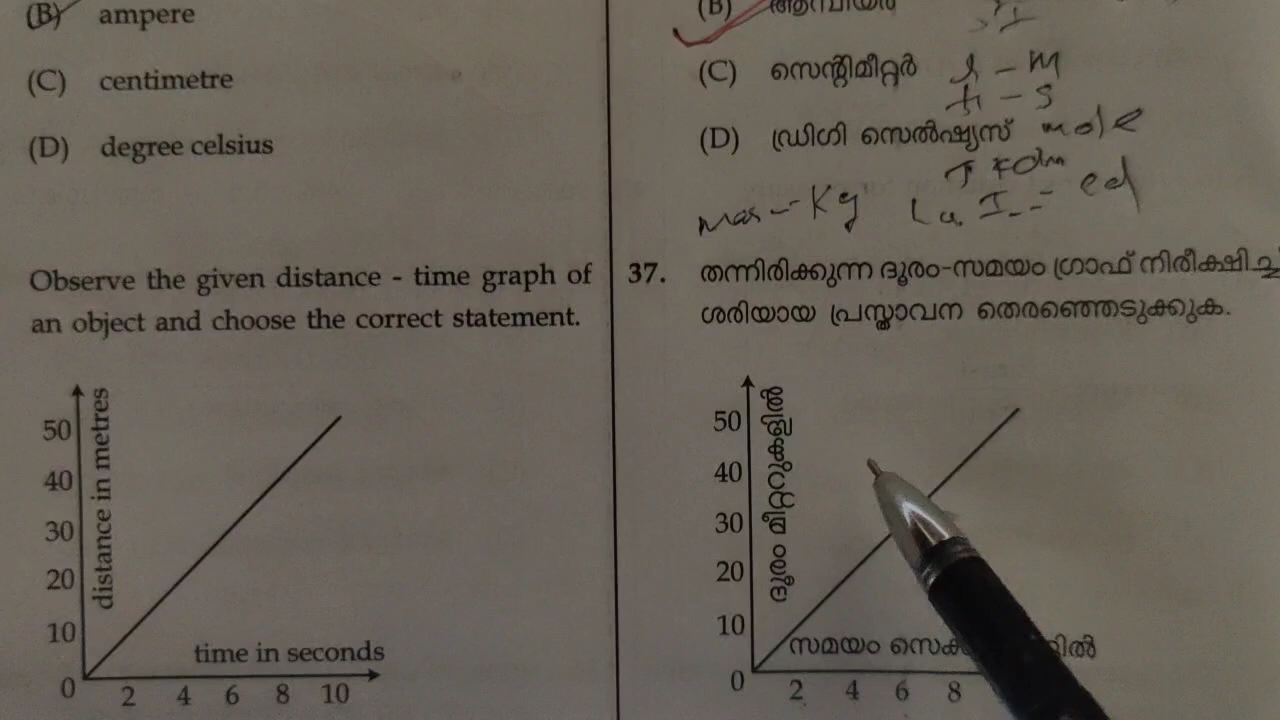 (B) ampere
(C) centimetre
(D) degree celsius
Observe the given distance - time graph of
an object and choose the correct statement.
distance in metres
50
40
30
20
10
0
time in seconds
2 4 6 8 10
(B)
(C) സെന്റിമീറ്റർ
(D) ഡിഗ്രി സെൽഷ്യസ്
m
s
mole
Kg
cd
37. തന്നിരിക്കുന്ന ദൂരം-സമയം ഗ്രാഫ് നിരീക്ഷിച്ച്
ശരിയായ പ്രസ്താവന തെരഞ്ഞെടുക്കുക.
ദൂരം മീറ്ററുകളിൽ
50
40
30
20
10
0
സമയം
2 4 6 8